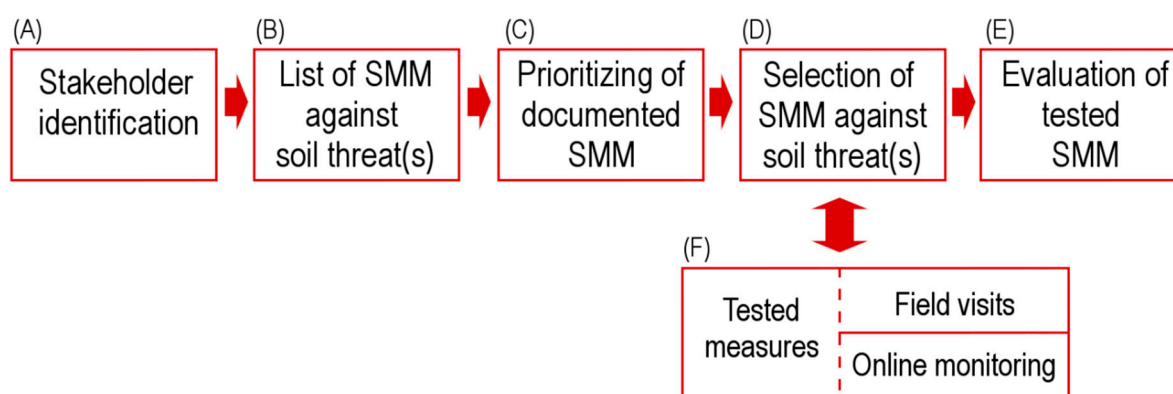 (A)
Stakeholder
identification
(B)
List of SMM
against
soil threat(s)
(C)
Prioritizing of
documented
SMM
(D)
Selection of
SMM against
soil threat(s)
(E)
Evaluation of
tested
SMM
(F)
Tested
measures
Field visits
Online monitoring